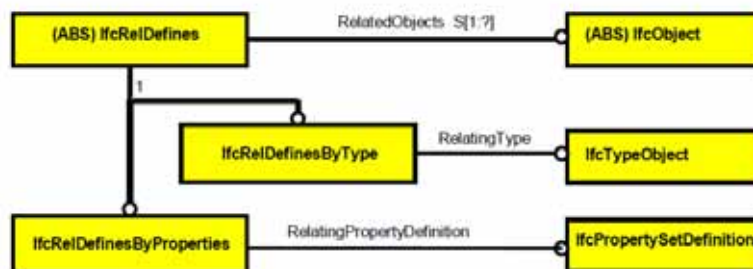 (ABS) IfcRelDefines
RelatedObjects S[1:?]
(ABS) IfcObject
1
IfcRelDefinesByType
RelatingType
IfcTypeObject
IfcRelDefinesByProperties
RelatingPropertyDefinition
IfcPropertySetDefinition